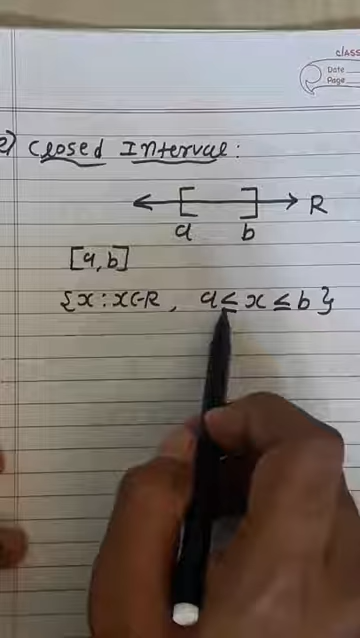 CLASS
Date
Page
2) Closed Interval:
R
a b
[a,b]
{x : x∈R, a ≤ x ≤ b}